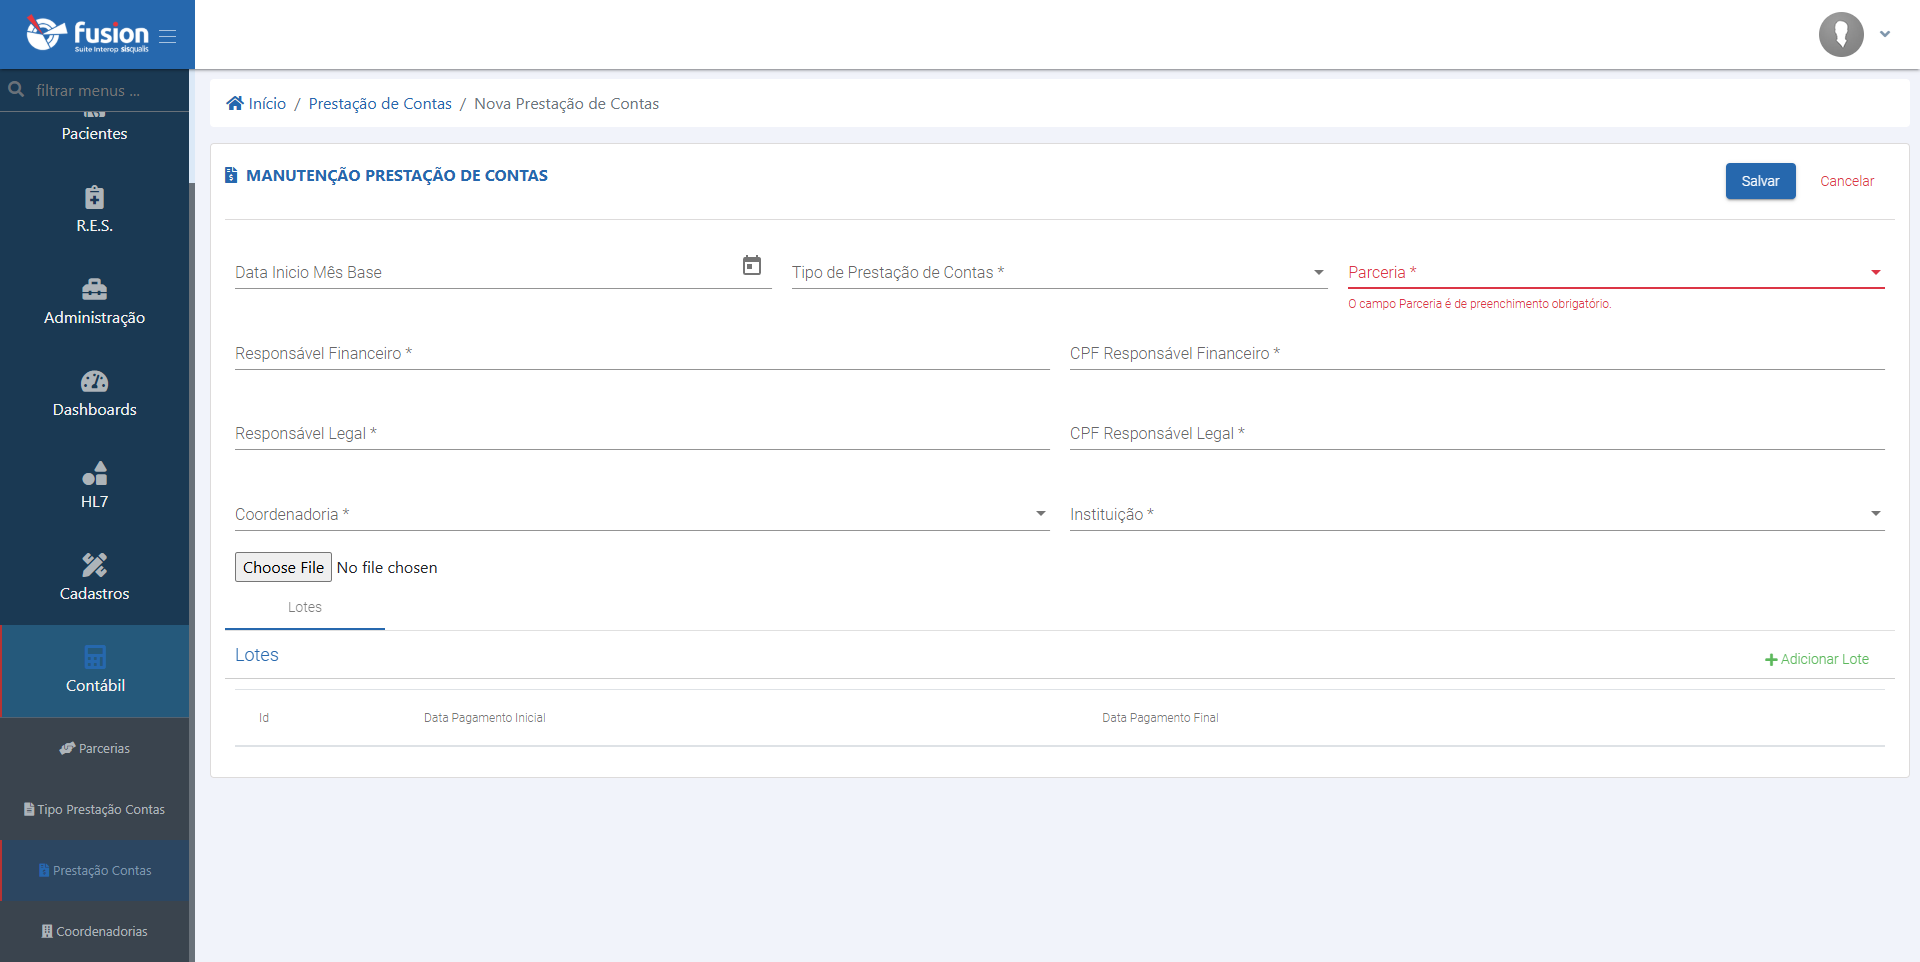 fusion
Suite Interop sisqualis
filtrar menus ...
Pacientes
R.E.S.
Administração
Dashboards
HL7
Cadastros
Contábil
Parcerias
Tipo Prestação Contas
Prestação Contas
Coordenadorias
Início / Prestação de Contas / Nova Prestação de Contas
MANUTENÇÃO PRESTAÇÃO DE CONTAS
Salvar Cancelar
Data Inicio Mês Base
Tipo de Prestação de Contas *
Parceria *
O campo Parceria é de preenchimento obrigatório.
Responsável Financeiro *
CPF Responsável Financeiro *
Responsável Legal *
CPF Responsável Legal *
Coordenadoria *
Instituição *
Choose File No file chosen
Lotes
Lotes
Adicionar Lote
Id Data Pagamento Inicial Data Pagamento Final